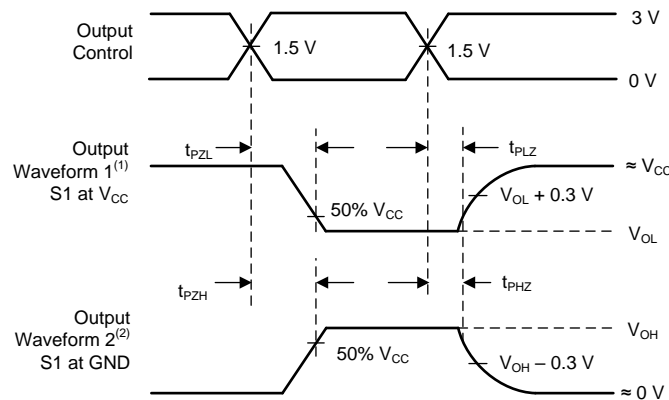 Output
Control
1.5 V
1.5 V
3 V
0 V
Output
Waveform 1(1)
S1 at VCC
tPZL
tPLZ
≈ VCC
VOL + 0.3 V
50% VCC
VOL
tPZH
tPHZ
Output
Waveform 2(2)
S1 at GND
VOH
50% VCC
VOH – 0.3 V
≈ 0 V